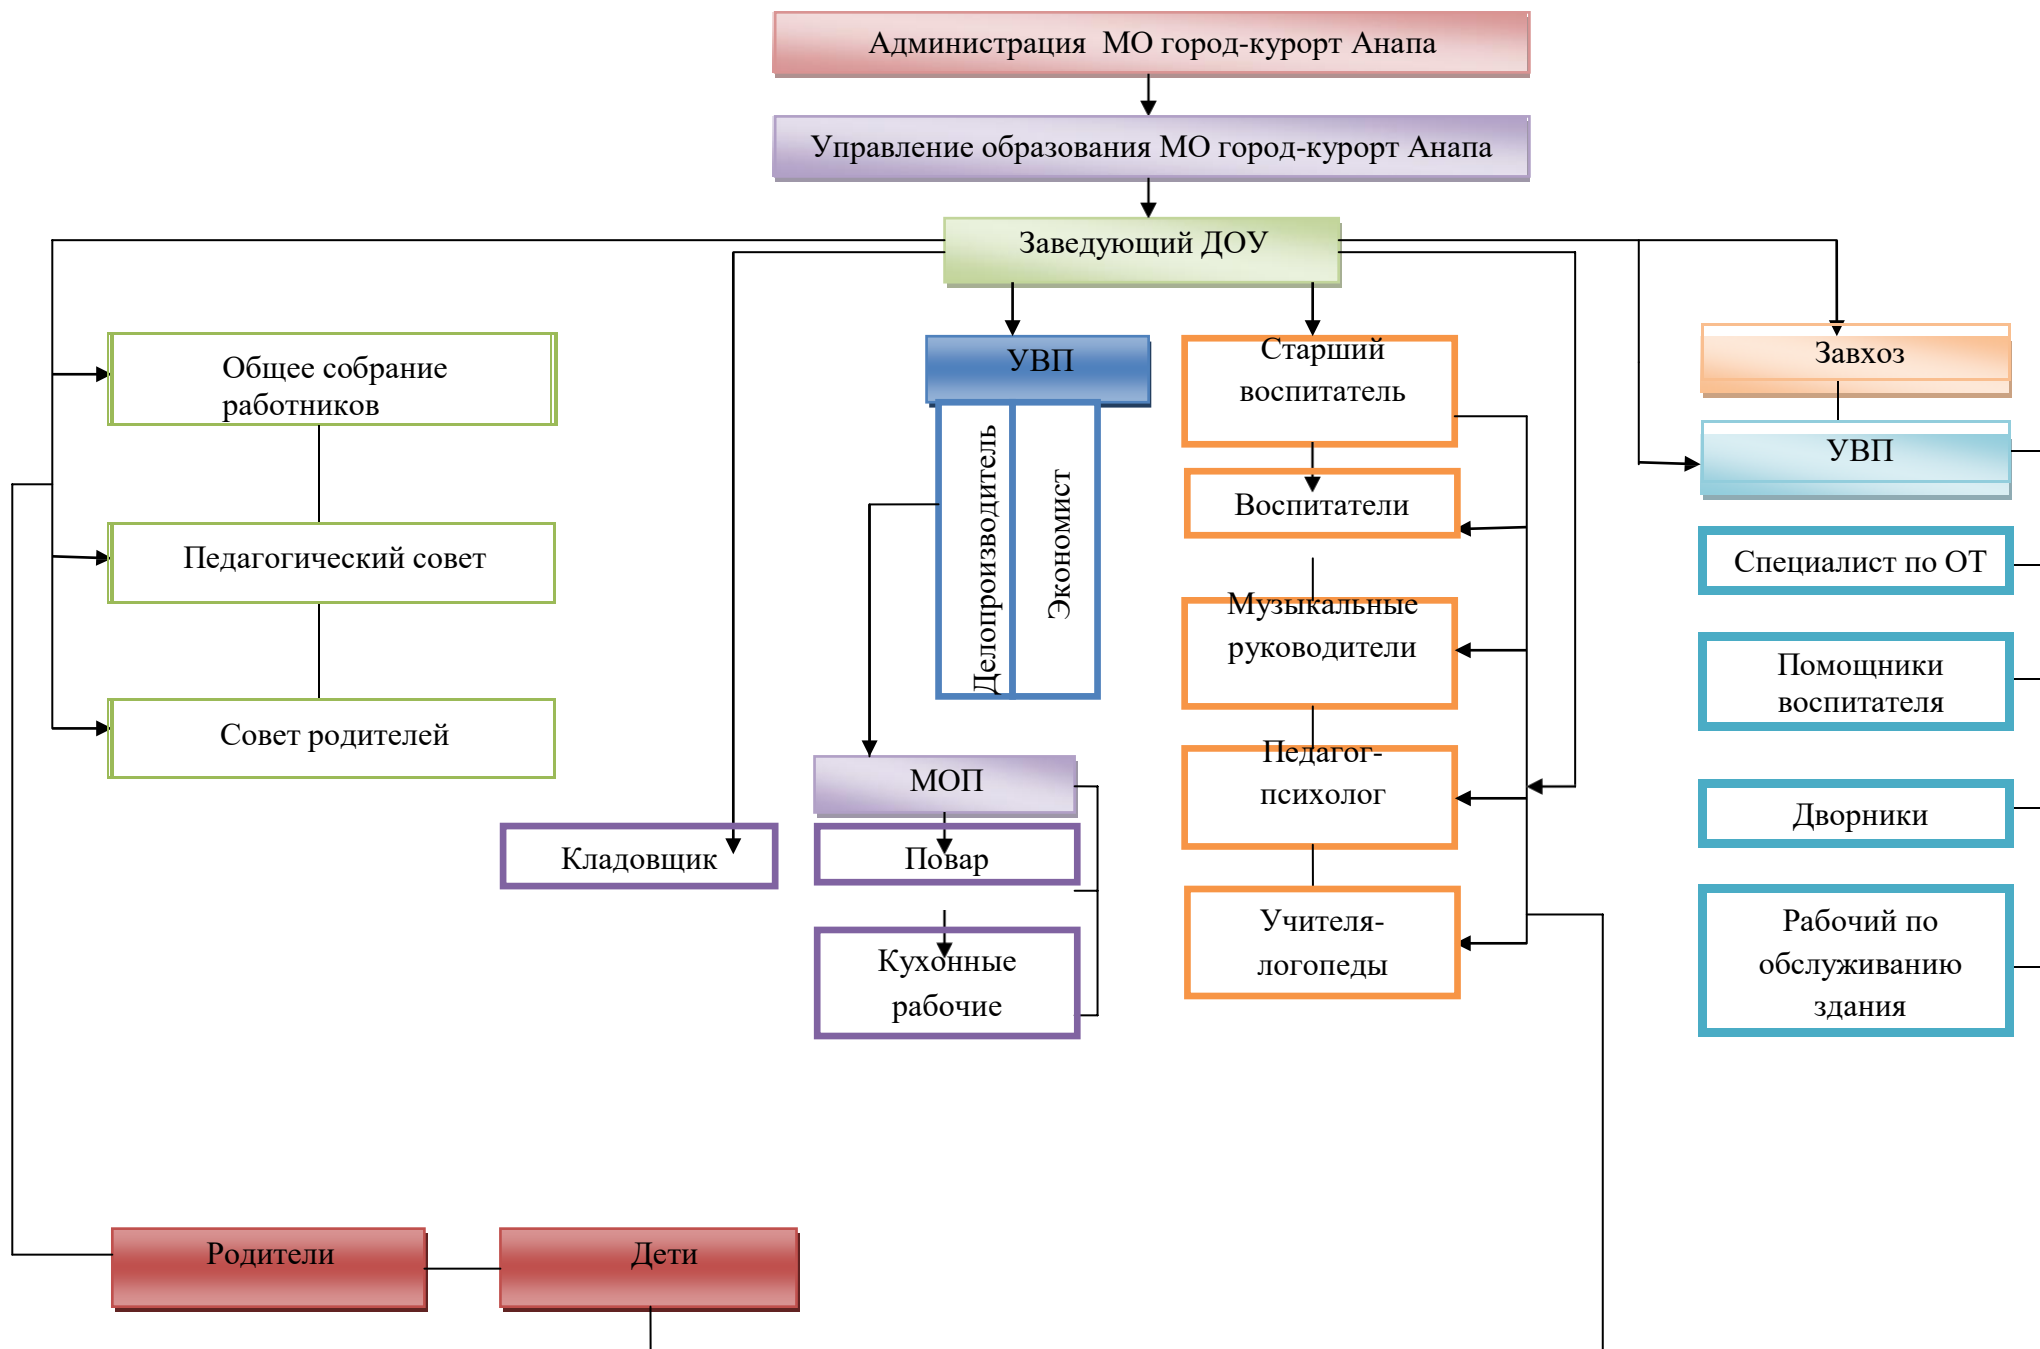 Администрация МО город-курорт Анапа
Управление образования МО город-курорт Анапа
Заведующий ДОУ
Общее собрание
работников
Педагогический совет
Совет родителей
УВП
Делопроизводитель
Экономист
МОП
Кладовщик
Повар
Кухонные
рабочие
Старший
воспитатель
Воспитатели
Музыкальные
руководители
Педагог-
психолог
Учителя-
логопеды
Завхоз
УВП
Специалист по ОТ
Помощники
воспитателя
Дворники
Рабочий по
обслуживанию
здания
Родители
Дети